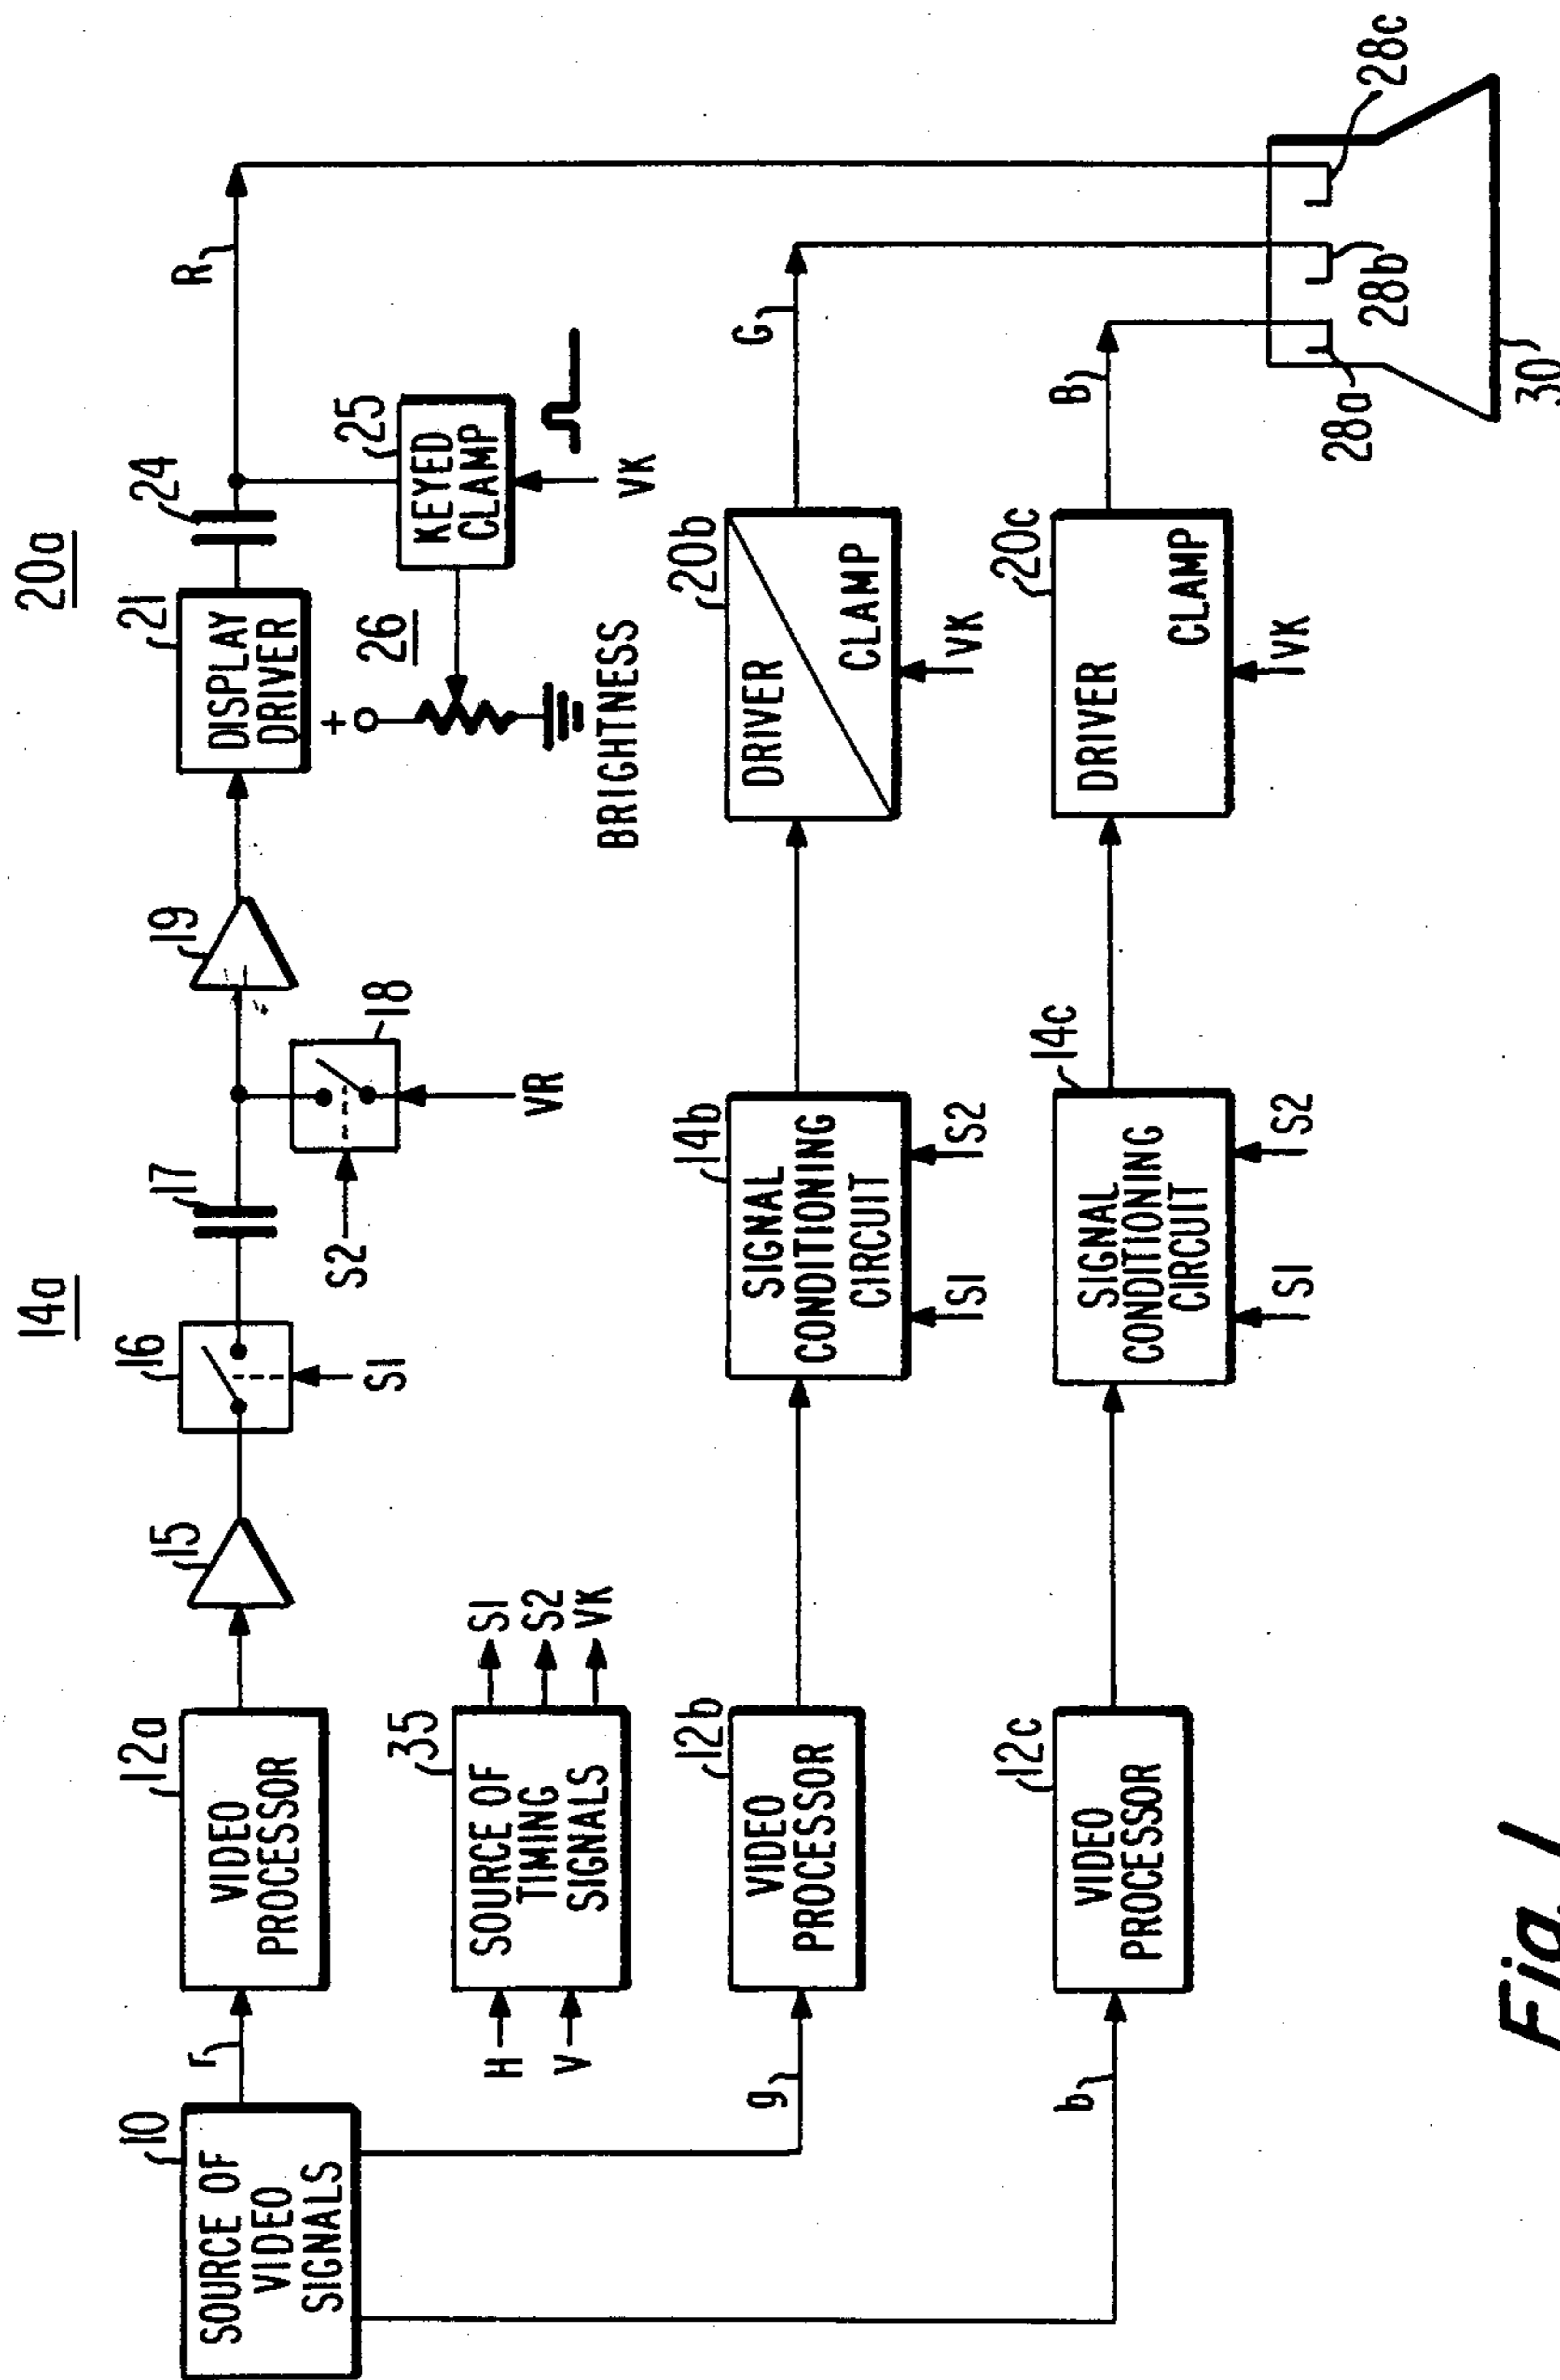 14a
20a
10
SOURCE OF
VIDEO
SIGNALS
r
12a
VIDEO
PROCESSOR
15
16
S1
17
18
S2
VR
19
21
DISPLAY
DRIVER
24
R
25
KEYED
CLAMP
VK
26
+
BRIGHTNESS
H
V
35
SOURCE OF
TIMING
SIGNALS
S1
S2
VK
g
12b
VIDEO
PROCESSOR
14b
SIGNAL
CONDITIONING
CIRCUIT
S1
S2
20b
DRIVER
CLAMP
VK
G
b
12c
VIDEO
PROCESSOR
14c
SIGNAL
CONDITIONING
CIRCUIT
S1
S2
20c
DRIVER
CLAMP
VK
B
28a
28b
28c
30
Fig. 1